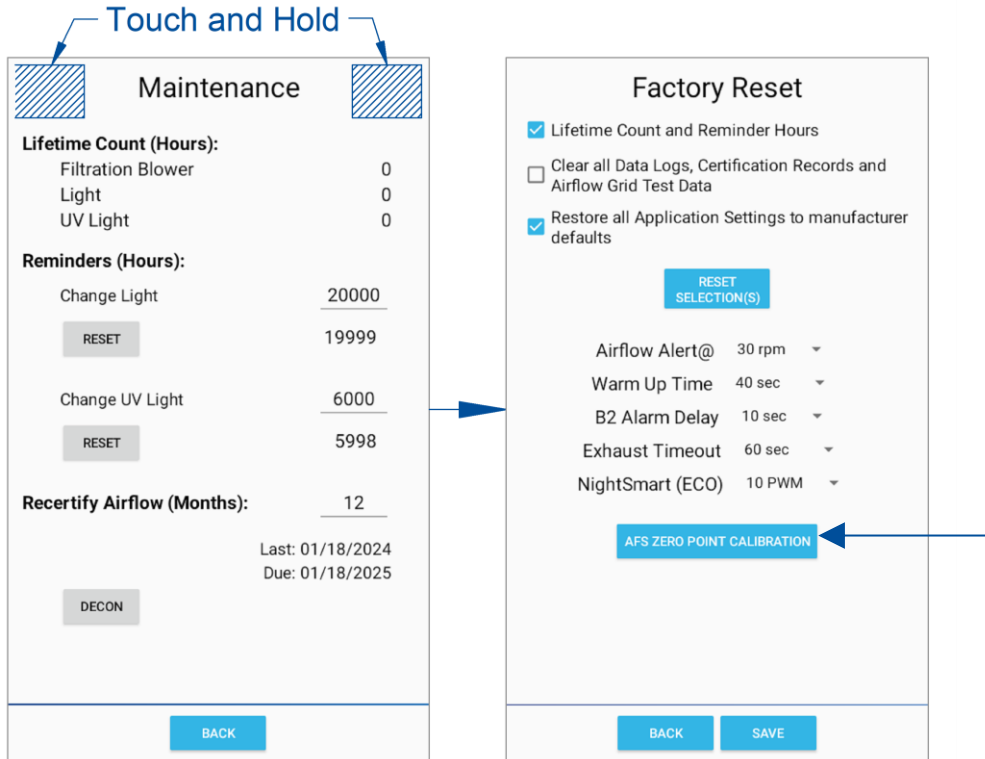 Touch and Hold
Maintenance
Lifetime Count (Hours):
Filtration Blower 0
Light 0
UV Light 0
Reminders (Hours):
Change Light 20000
RESET 19999
Change UV Light 6000
RESET 5998
Recertify Airflow (Months): 12
Last: 01/18/2024
Due: 01/18/2025
DECON
BACK
Factory Reset
Lifetime Count and Reminder Hours
Clear all Data Logs, Certification Records and
Airflow Grid Test Data
Restore all Application Settings to manufacturer
defaults
RESET
SELECTION(S)
Airflow Alert@ 30 rpm
Warm Up Time 40 sec
B2 Alarm Delay 10 sec
Exhaust Timeout 60 sec
NightSmart (ECO) 10 PWM
AFS ZERO POINT CALIBRATION
BACK SAVE